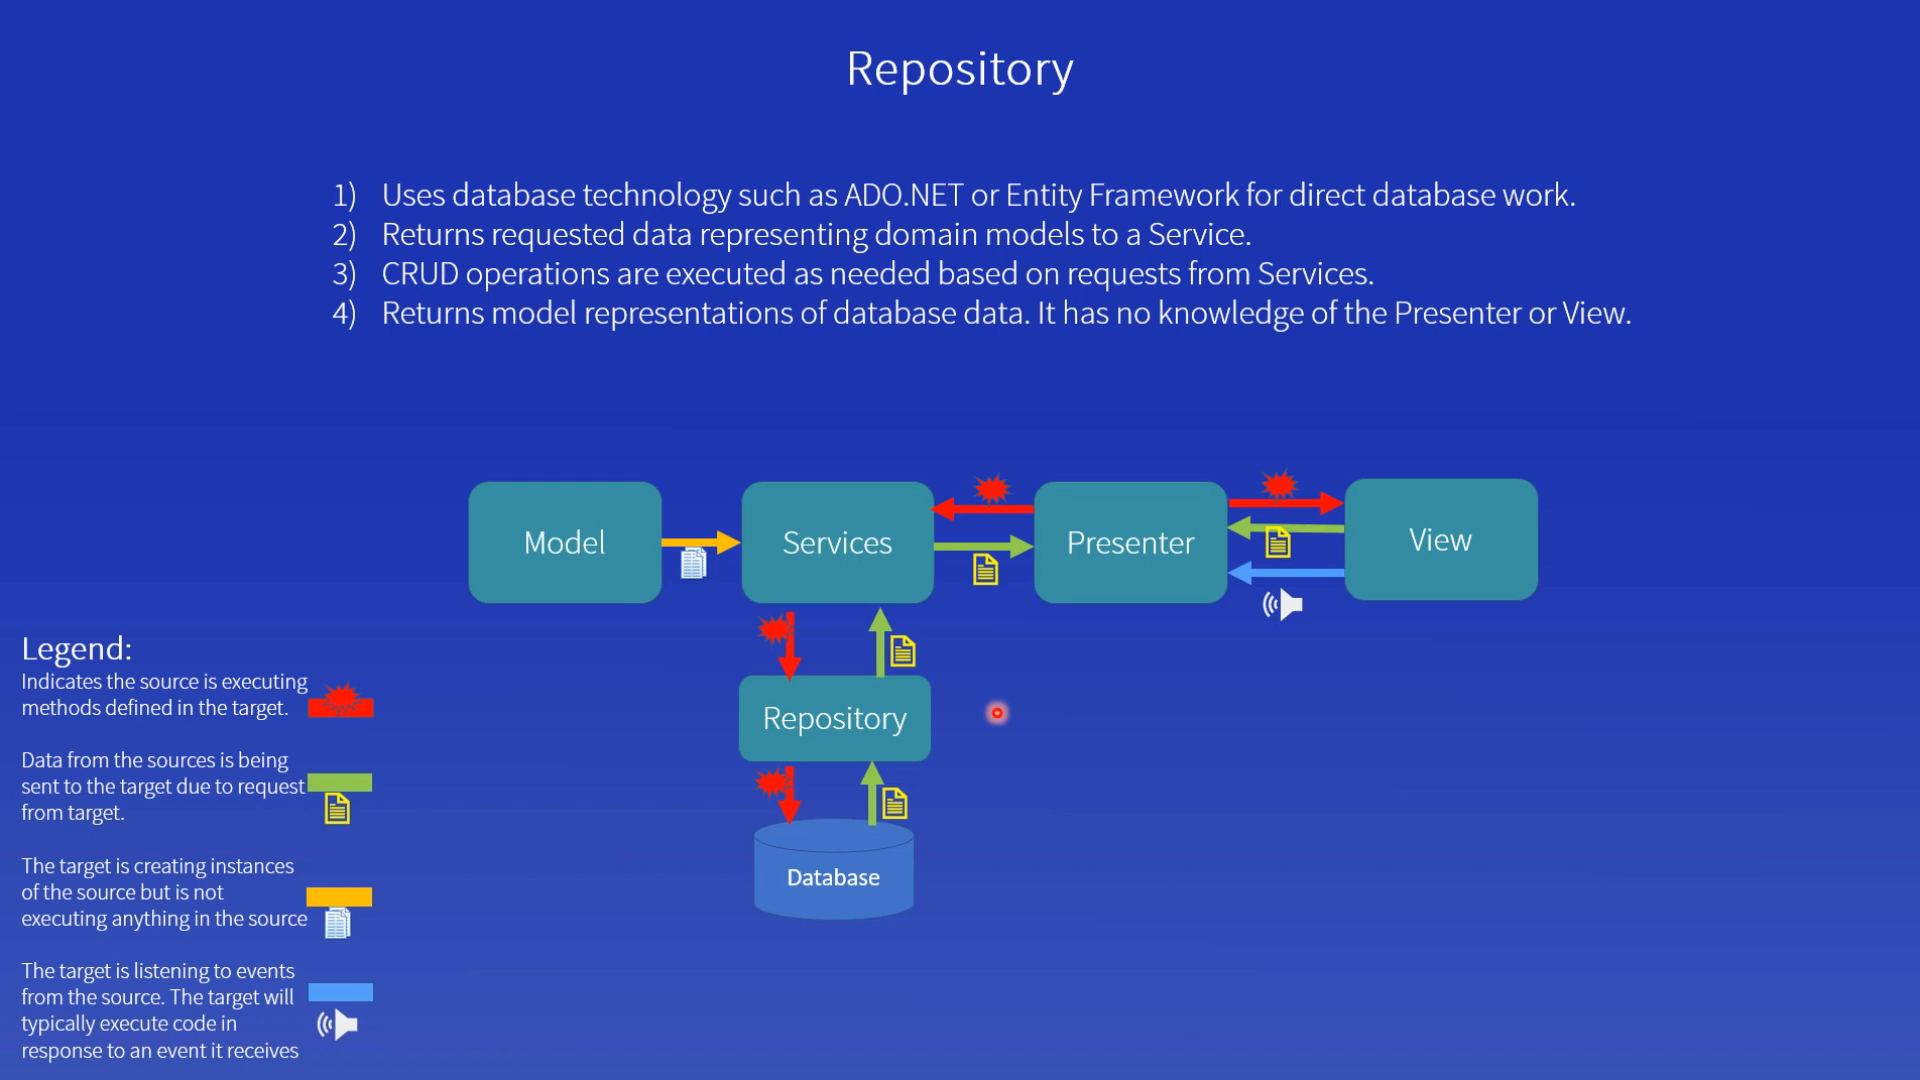 Repository
1) Uses database technology such as ADO.NET or Entity Framework for direct database work.
2) Returns requested data representing domain models to a Service.
3) CRUD operations are executed as needed based on requests from Services.
4) Returns model representations of database data. It has no knowledge of the Presenter or View.
Model
Services
Presenter
View
Repository
Database
Legend:
Indicates the source is executing
methods defined in the target.
Data from the sources is being
sent to the target due to request
from target.
The target is creating instances
of the source but is not
executing anything in the source
The target is listening to events
from the source. The target will
typically execute code in
response to an event it receives